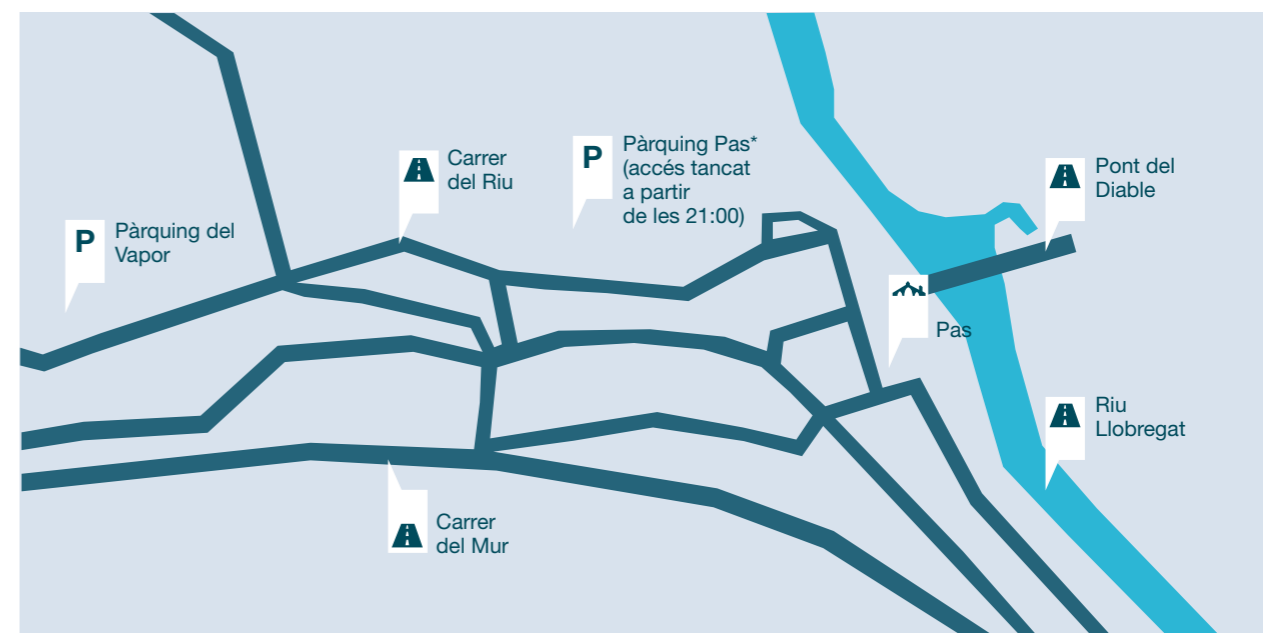 P
Pàrquing del
Vapor
Carrer
del Riu
P
Pàrquing Pas*
(accés tancat
a partir
de les 21:00)
Pont del
Diable
Pas
Riu
Llobregat
Carrer
del Mur